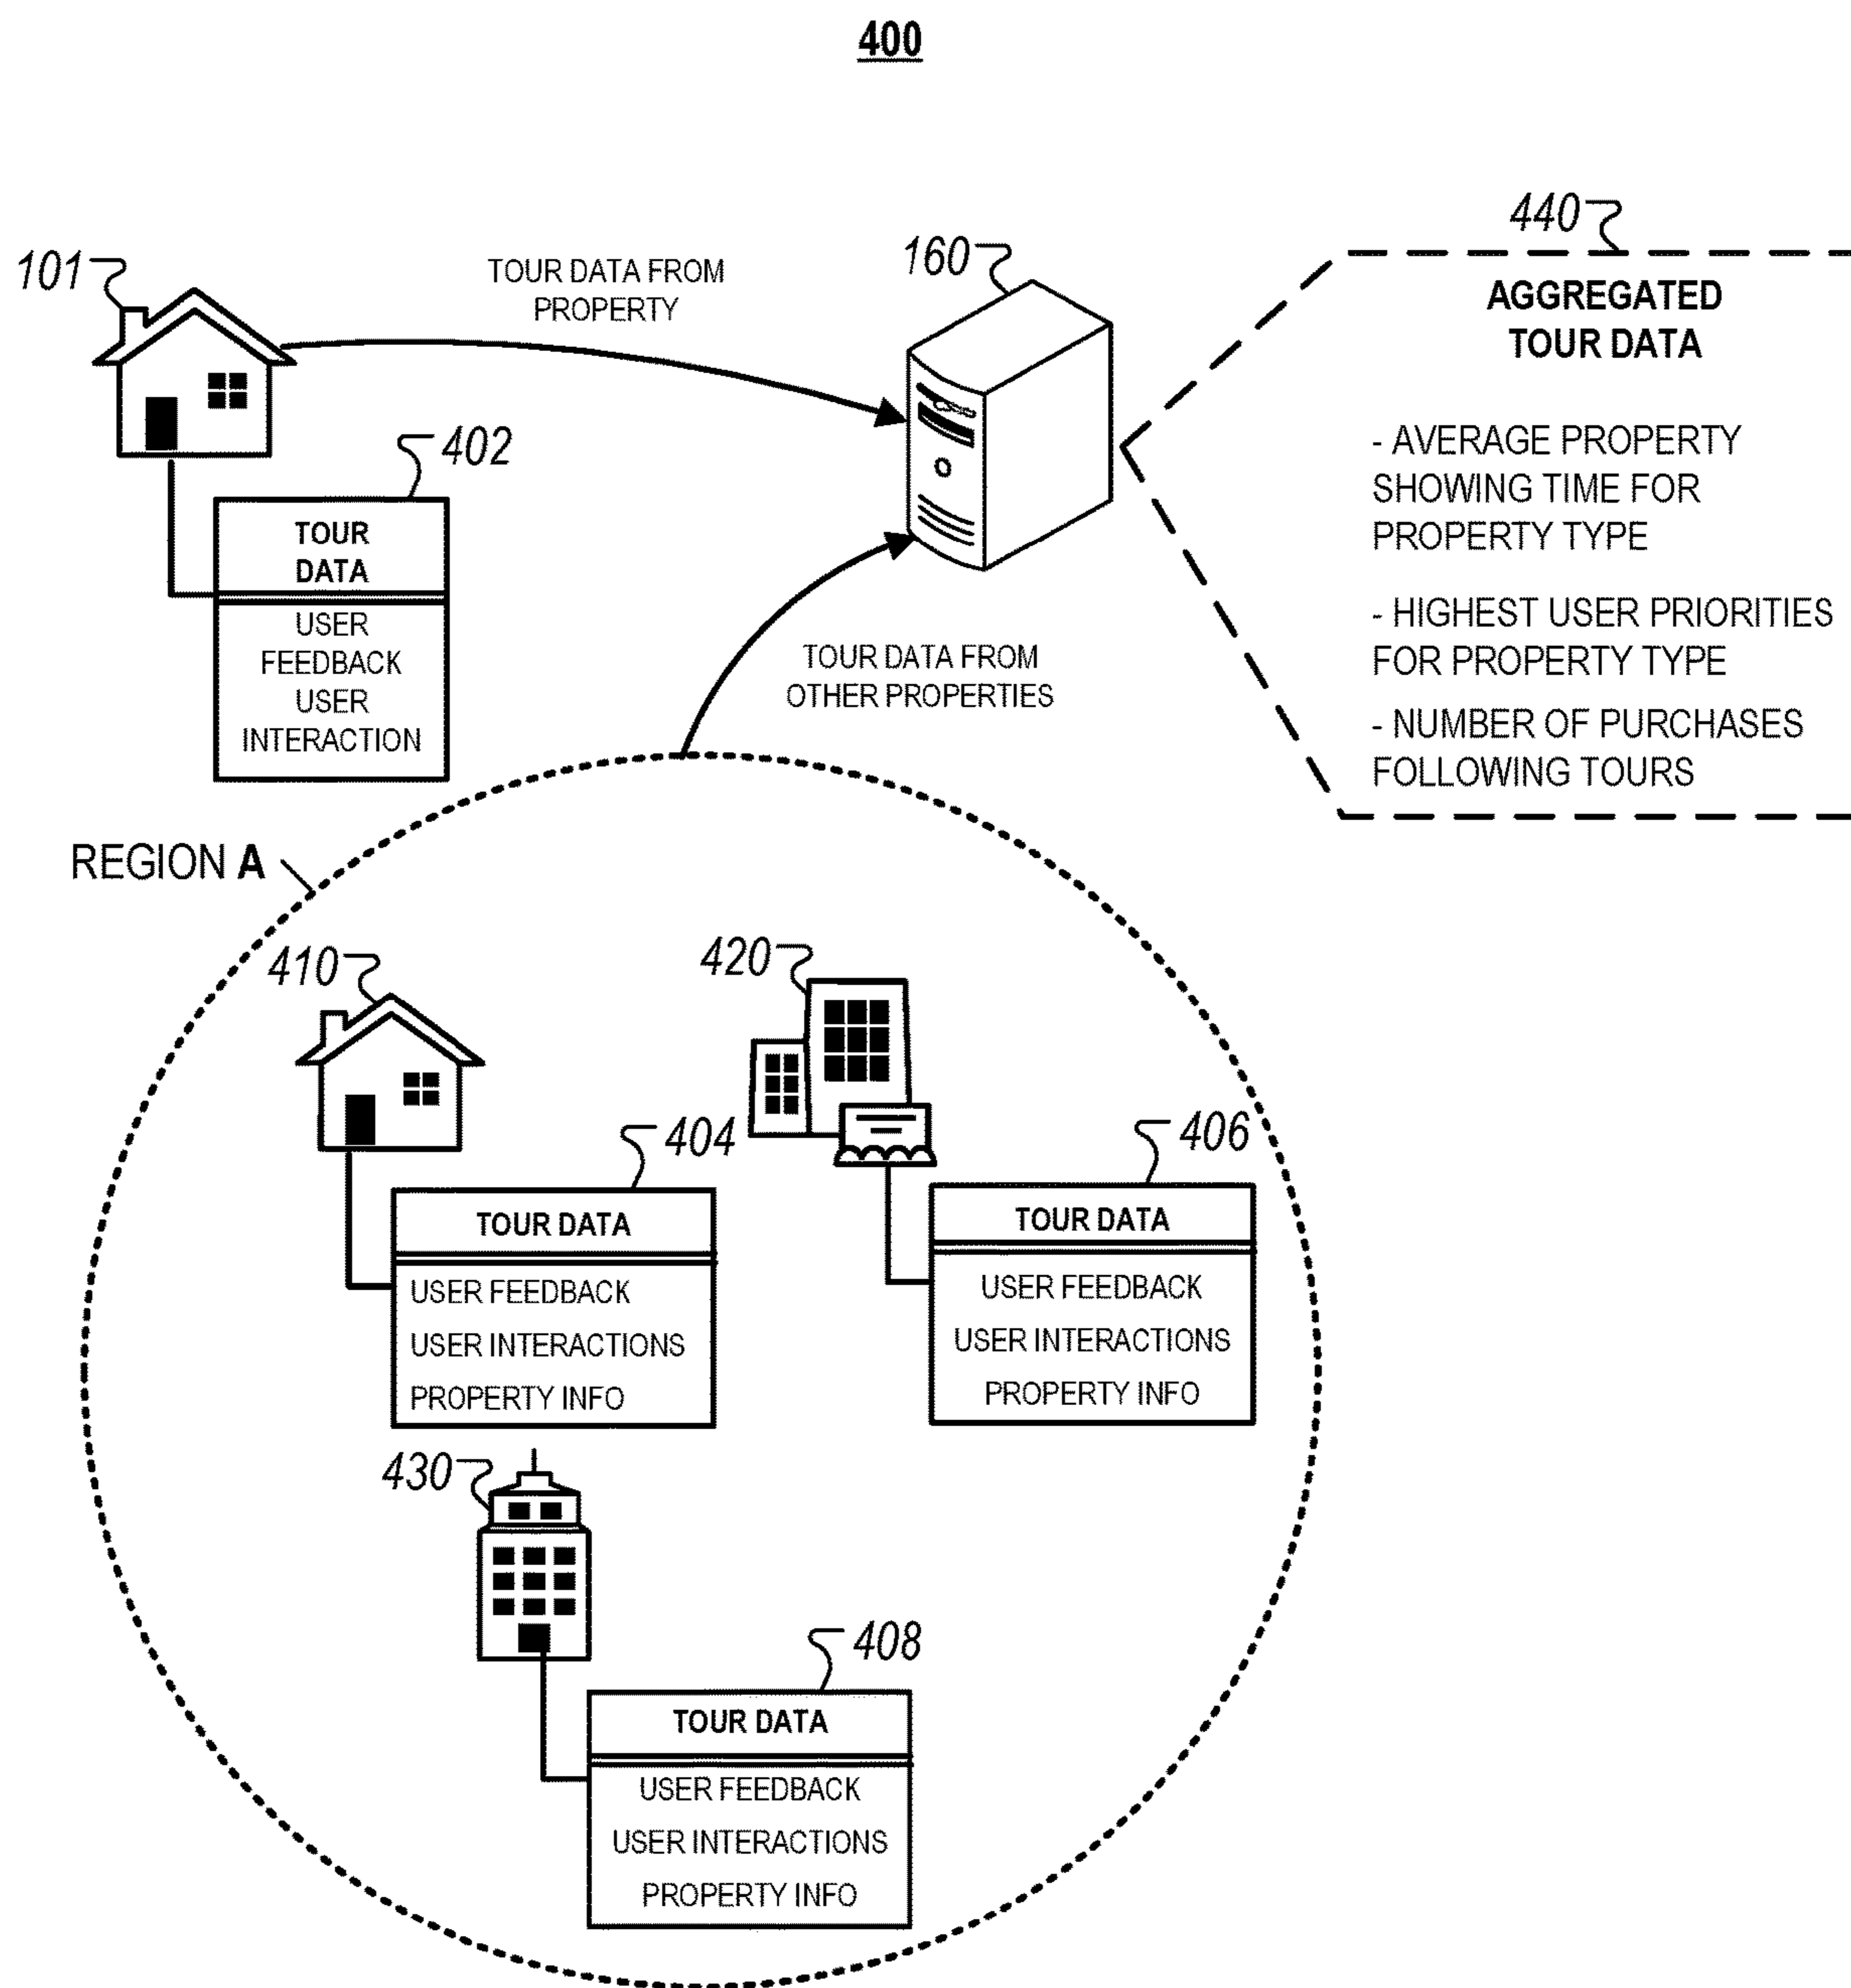 400
101
TOUR DATA FROM
PROPERTY
160
440
AGGREGATED
TOUR DATA
- AVERAGE PROPERTY
SHOWING TIME FOR
PROPERTY TYPE
- HIGHEST USER PRIORITIES
FOR PROPERTY TYPE
- NUMBER OF PURCHASES
FOLLOWING TOURS
402
TOUR
DATA
USER
FEEDBACK
USER
INTERACTION
TOUR DATA FROM
OTHER PROPERTIES
REGION A
410
404
TOUR DATA
USER FEEDBACK
USER INTERACTIONS
PROPERTY INFO
420
406
TOUR DATA
USER FEEDBACK
USER INTERACTIONS
PROPERTY INFO
430
408
TOUR DATA
USER FEEDBACK
USER INTERACTIONS
PROPERTY INFO